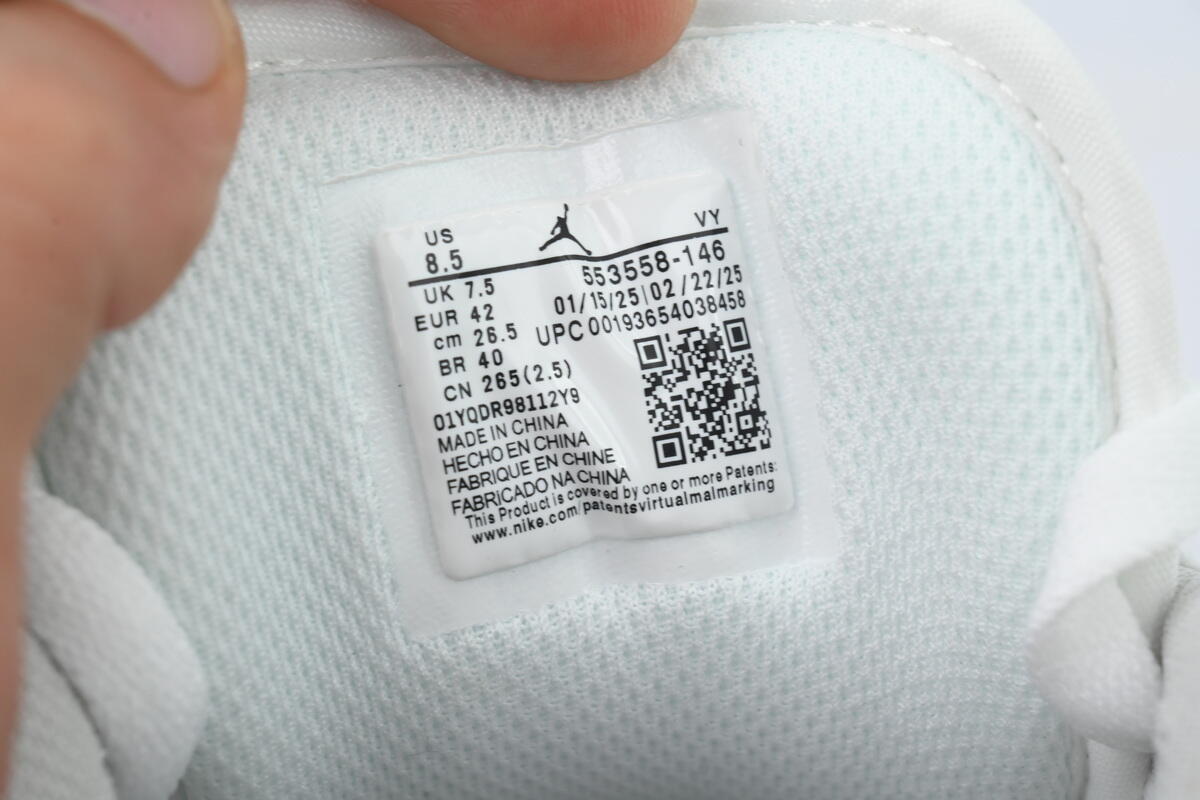 US VY
8.5 553558-146
UK 7.5 01/15/25|02/22/25
EUR 42 UPC 00193654038458
cm 26.5
BR 40
CN 265(2.5)
01YQDR98112Y9
MADE IN CHINA
HECHO EN CHINA
FABRIQUE EN CHINE
FABRICADO NA CHINA
This Product is covered by one or more Patents:
www.nike.com/patentsvirtualmalmarking